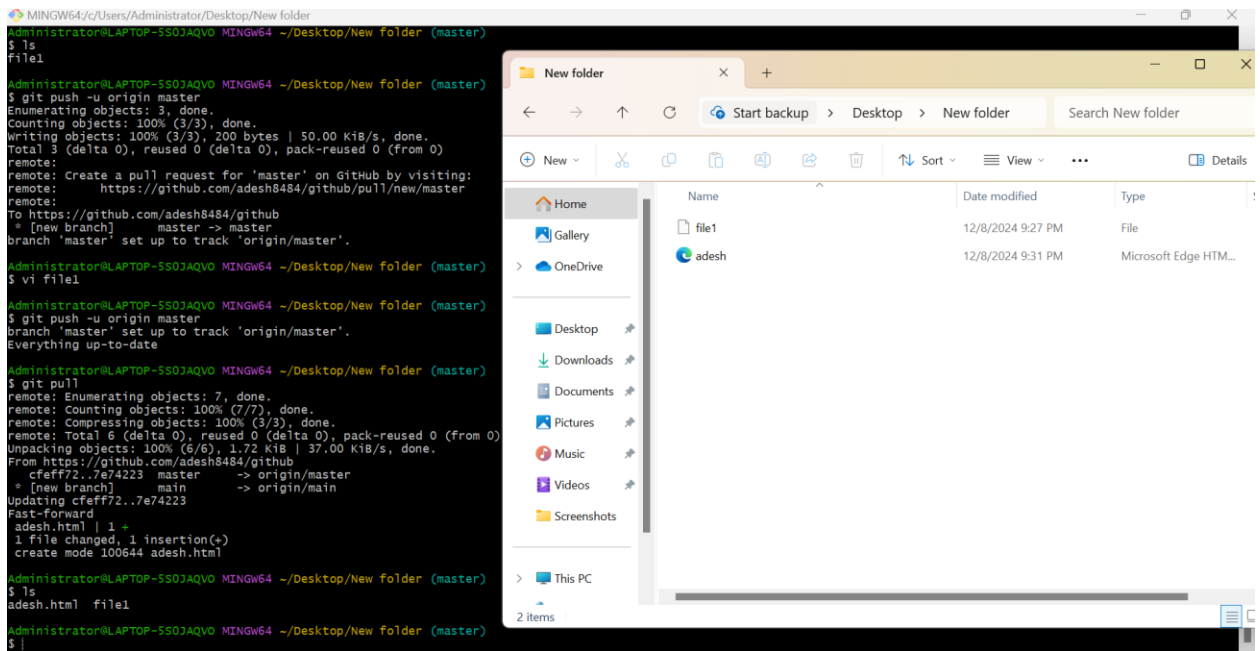 MINGW64:/c/Users/Administrator/Desktop/New folder
Administrator@LAPTOP-5SOJAQVO MINGW64 ~/Desktop/New folder (master)
$ ls
file1
Administrator@LAPTOP-5SOJAQVO MINGW64 ~/Desktop/New folder (master)
$ git push -u origin master
Enumerating objects: 3, done.
Counting objects: 100% (3/3), done.
Writing objects: 100% (3/3), 200 bytes | 50.00 KiB/s, done.
Total 3 (delta 0), reused 0 (delta 0), pack-reused 0 (from 0)
remote:
remote: Create a pull request for 'master' on GitHub by visiting:
remote:      https://github.com/adesh8484/github/pull/new/master
remote:
To https://github.com/adesh8484/github
 * [new branch]      master -> master
branch 'master' set up to track 'origin/master'.
Administrator@LAPTOP-5SOJAQVO MINGW64 ~/Desktop/New folder (master)
$ vi file1
Administrator@LAPTOP-5SOJAQVO MINGW64 ~/Desktop/New folder (master)
$ git push -u origin master
branch 'master' set up to track 'origin/master'.
Everything up-to-date
Administrator@LAPTOP-5SOJAQVO MINGW64 ~/Desktop/New folder (master)
$ git pull
remote: Enumerating objects: 7, done.
remote: Counting objects: 100% (7/7), done.
remote: Compressing objects: 100% (3/3), done.
remote: Total 6 (delta 0), reused 0 (delta 0), pack-reused 0 (from 0)
Unpacking objects: 100% (6/6), 1.72 KiB | 37.00 KiB/s, done.
From https://github.com/adesh8484/github
   cfeff72..7e74223  master     -> origin/master
 * [new branch]      main       -> origin/main
Updating cfeff72..7e74223
Fast-forward
 adesh.html | 1 +
 1 file changed, 1 insertion(+)
 create mode 100644 adesh.html
Administrator@LAPTOP-5SOJAQVO MINGW64 ~/Desktop/New folder (master)
$ ls
adesh.html  file1
Administrator@LAPTOP-5SOJAQVO MINGW64 ~/Desktop/New folder (master)
$
New folder
Start backup > Desktop > New folder
Search New folder
New
Sort
View
Details
Home
Gallery
OneDrive
Desktop
Downloads
Documents
Pictures
Music
Videos
Screenshots
This PC
Name Date modified Type
file1 12/8/2024 9:27 PM File
adesh 12/8/2024 9:31 PM Microsoft Edge HTM...
2 items